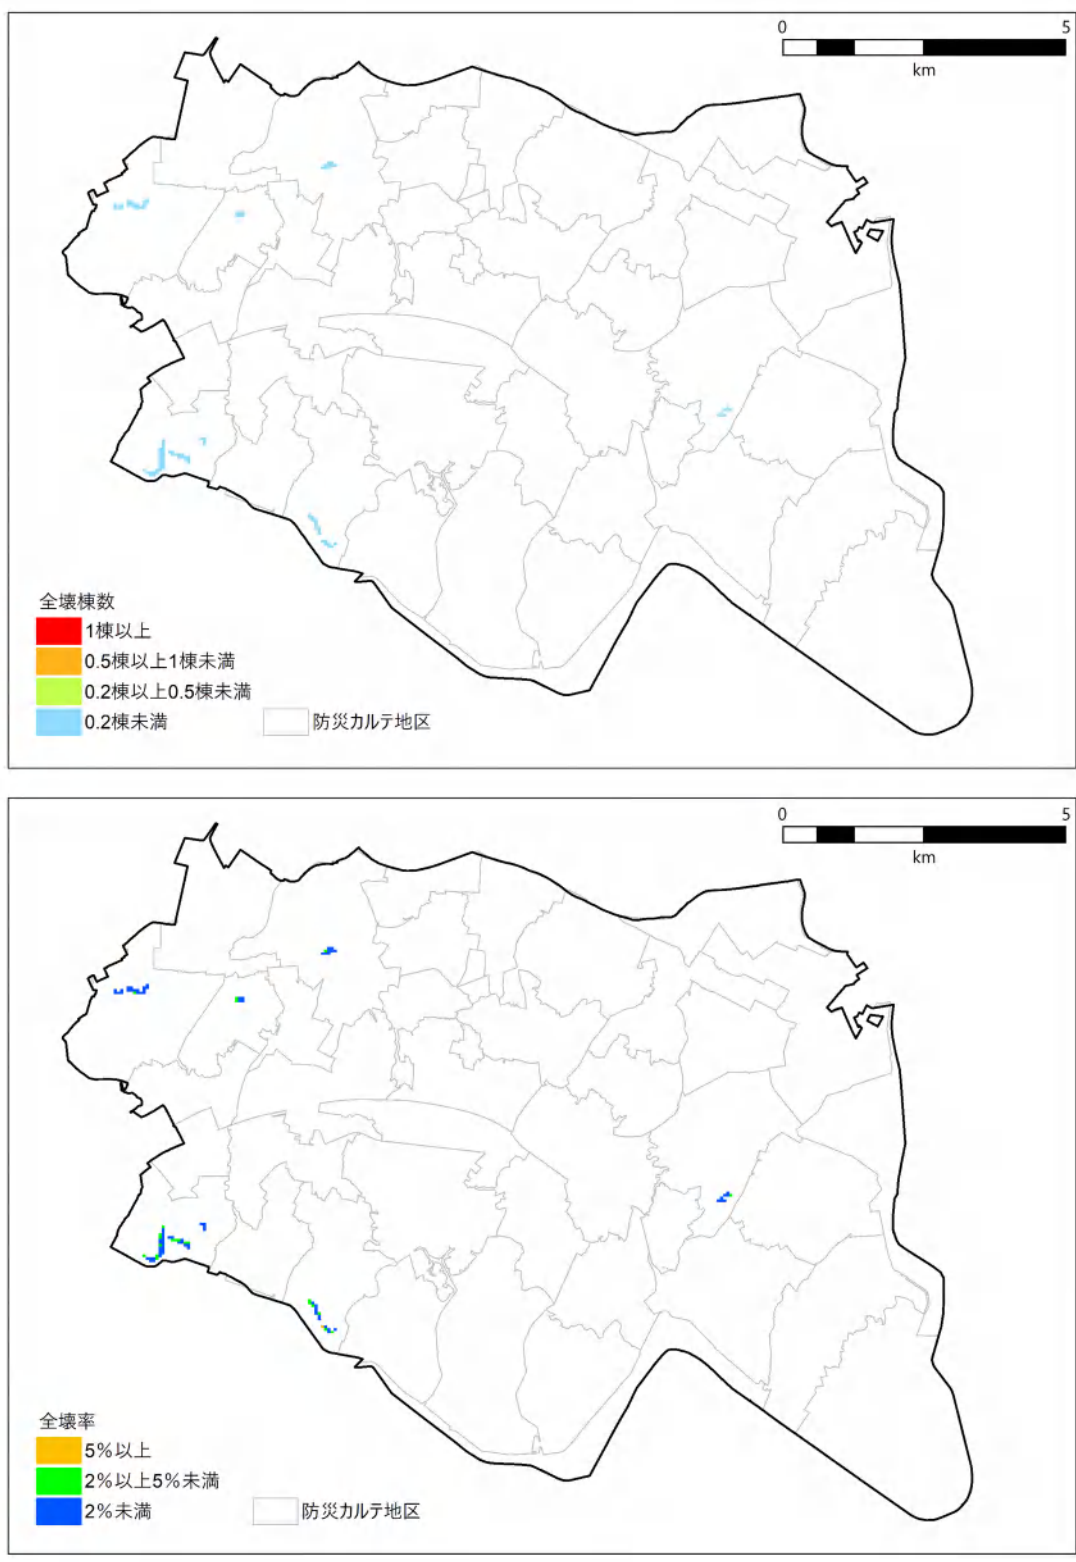 0 5
km
全壊棟数
1棟以上
0.5棟以上1棟未満
0.2棟以上0.5棟未満
0.2棟未満 防災カルテ地区
0 5
km
全壊率
5%以上
2%以上5%未満
2%未満 防災カルテ地区